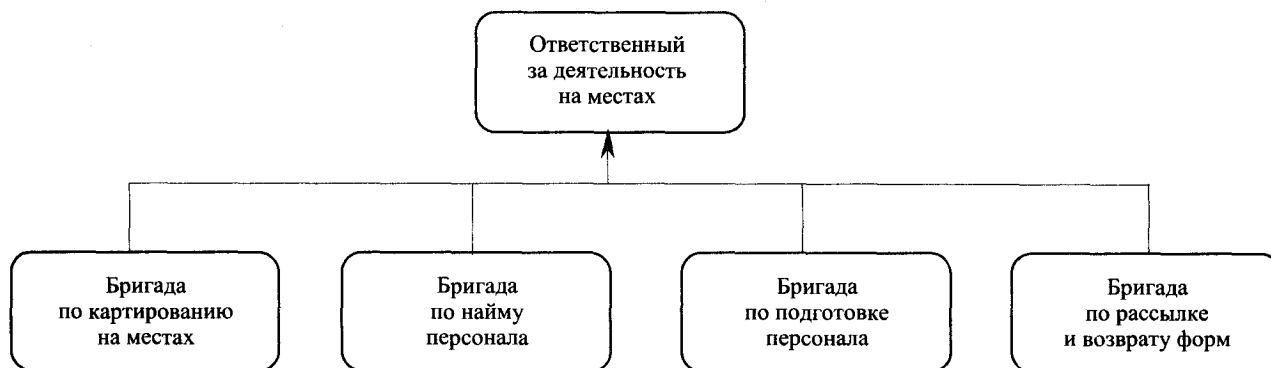 Ответственный
за деятельность
на местах
Бригада
по картированию
на местах
Бригада
по найму
персонала
Бригада
по подготовке
персонала
Бригада
по рассылке
и возврату форм